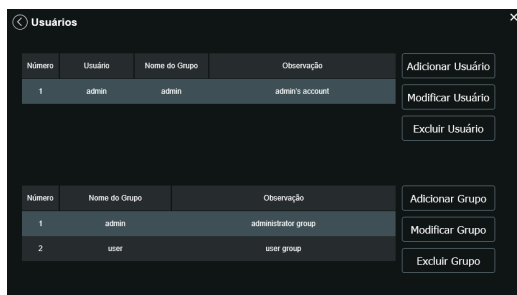 Usuários
Número Usuário Nome do Grupo Observação
1 admin admin admin's account
Adicionar Usuário
Modificar Usuário
Excluir Usuário
Número Nome do Grupo Observação
1 admin administrator group
2 user user group
Adicionar Grupo
Modificar Grupo
Excluir Grupo